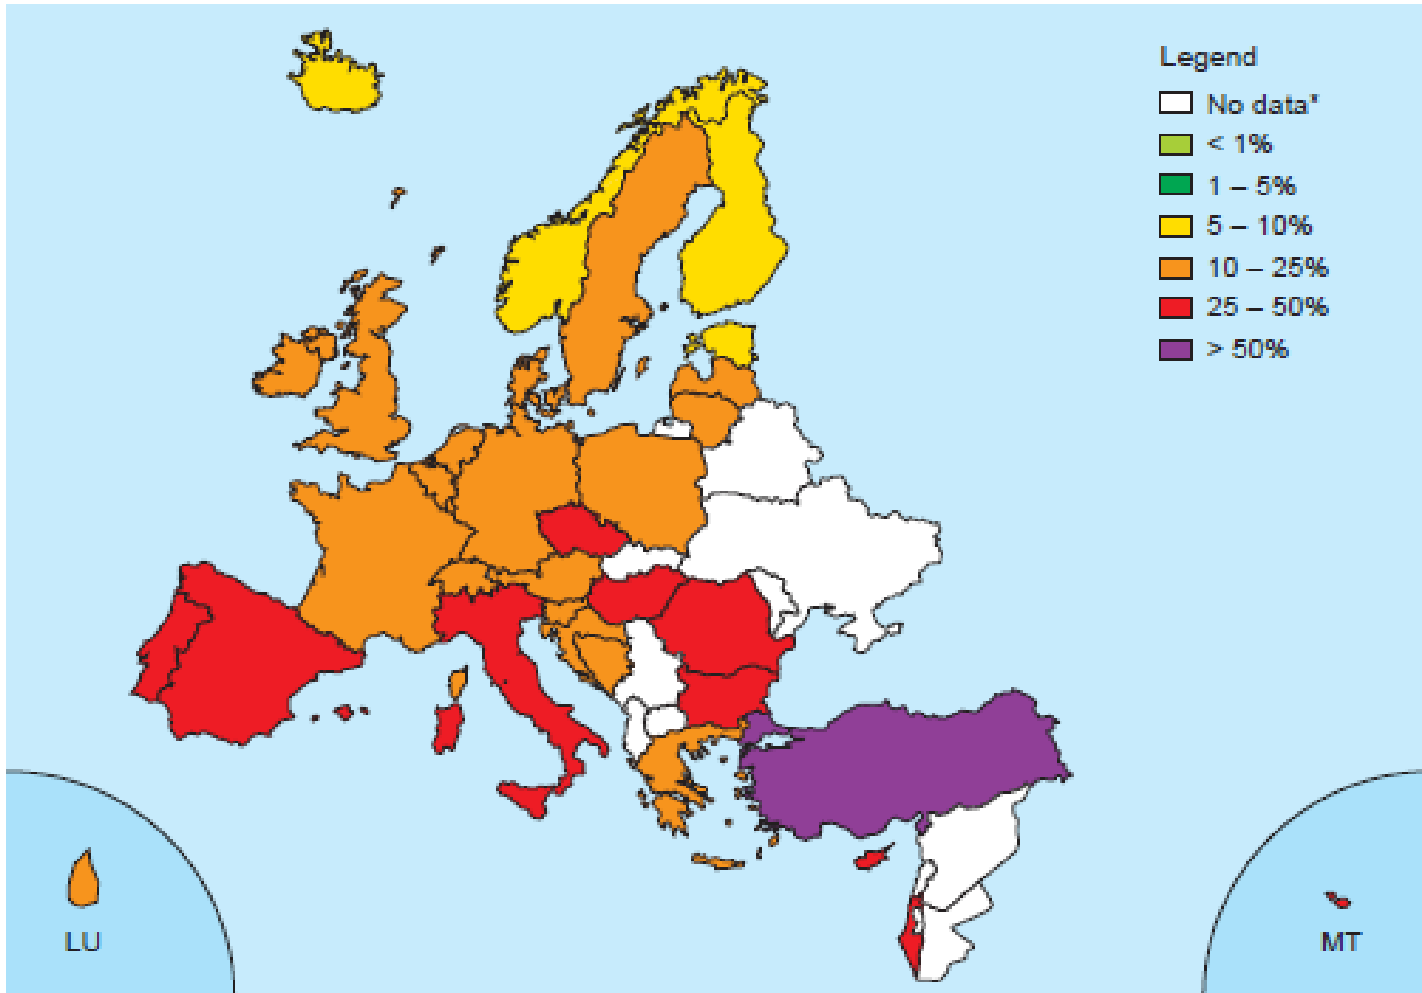 Legend
No data*
< 1%
1 – 5%
5 – 10%
10 – 25%
25 – 50%
> 50%
LU
MT